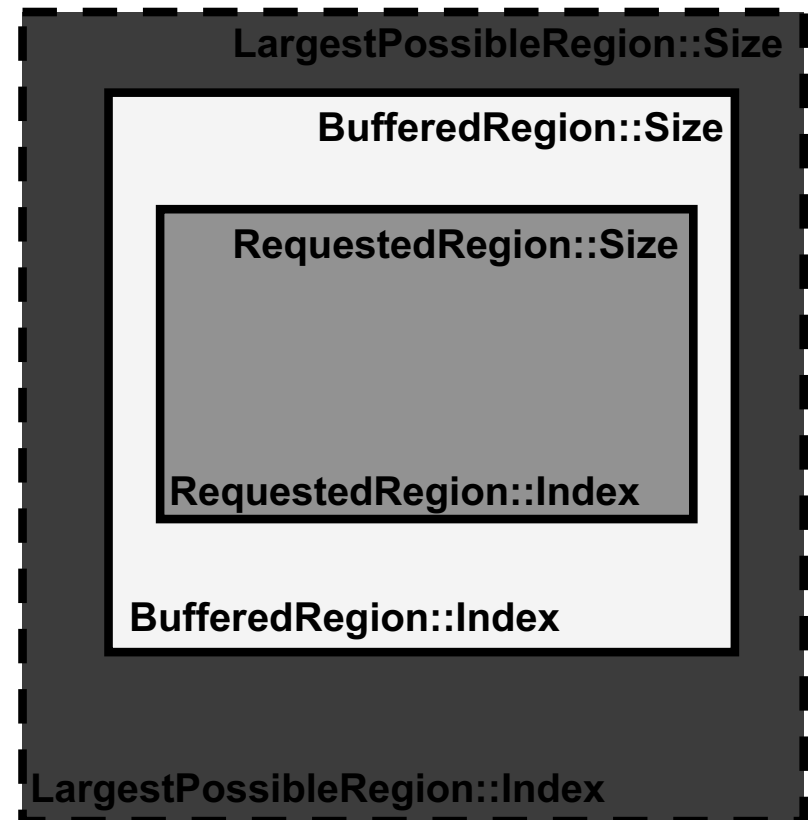 LargestPossibleRegion::Size
BufferedRegion::Size
RequestedRegion::Size
RequestedRegion::Index
BufferedRegion::Index
LargestPossibleRegion::Index